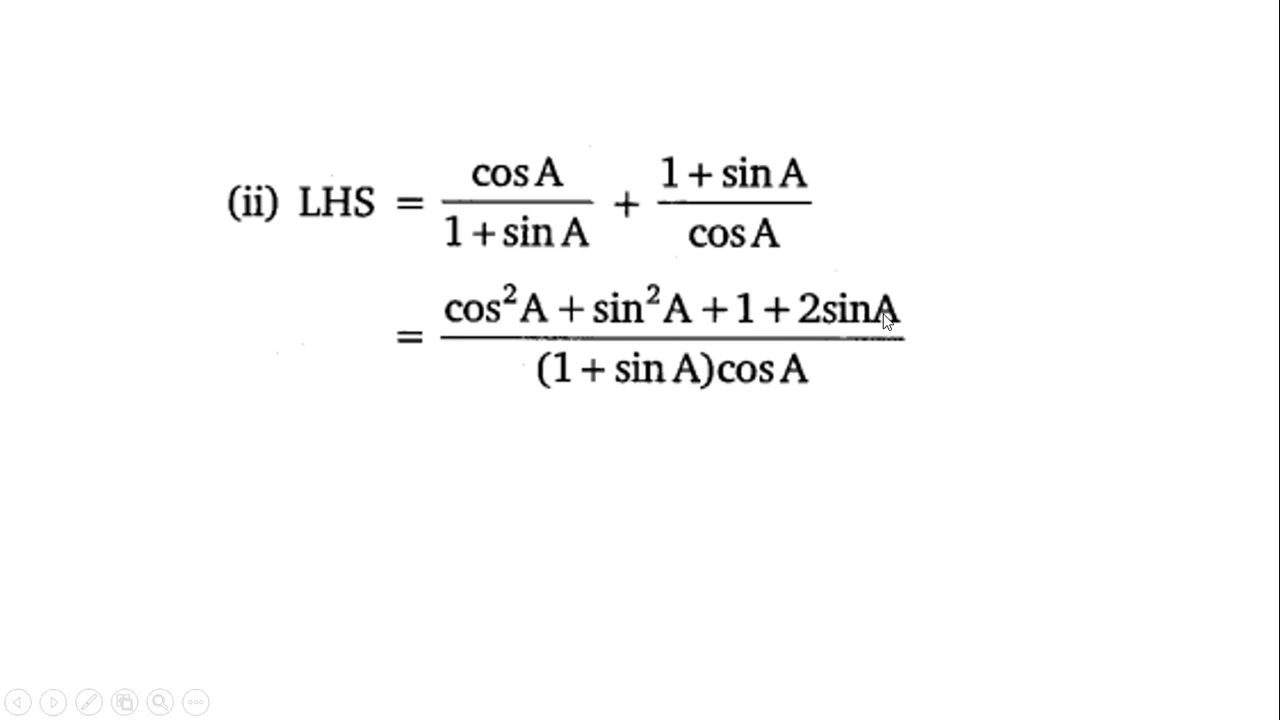 (ii) LHS = cos A / 1 + sin A + 1 + sin A / cos A
= cos²A + sin²A + 1 + 2sinA / (1 + sin A)cos A